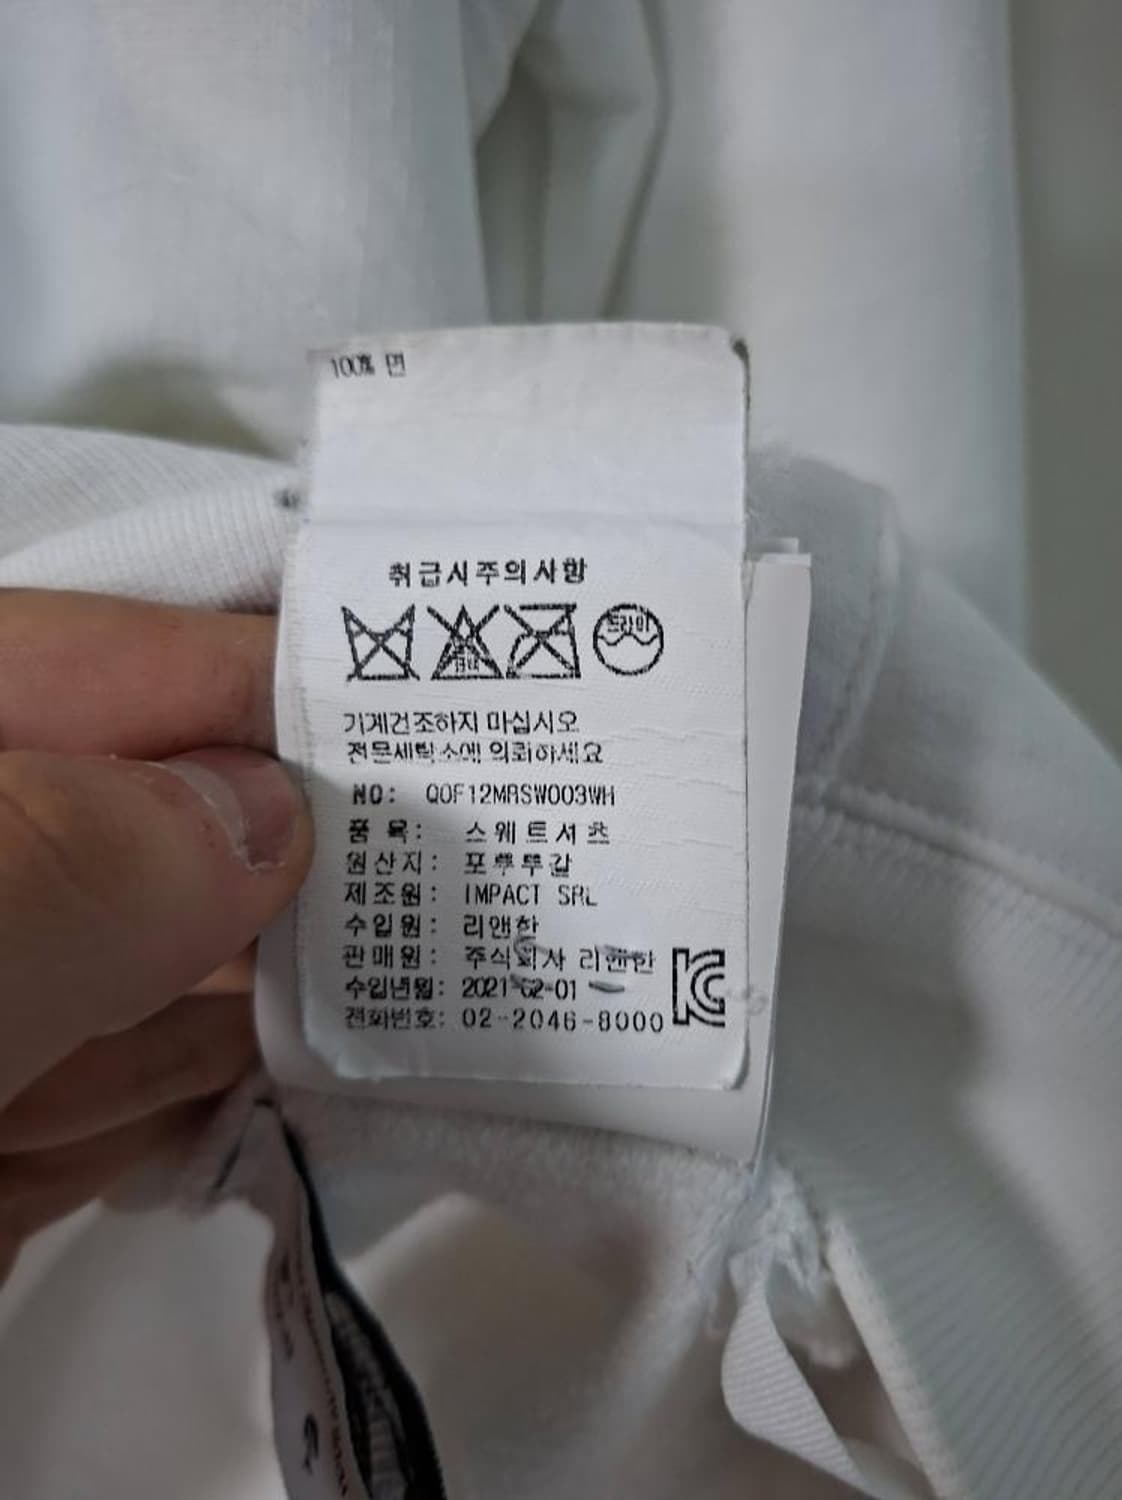 100% 면
취급시주의사항
드라이
기계건조하지 마십시오
전문세탁소에 의뢰하세요
NO: QOF12MRSW003WH
품 목: 스웨트셔츠
원산지: 포루투갈
제조원: IMPACT SRL
수입원: 리앤한
판매원: 주식회사 리앤한
수입년월: 2021-02-01
전화번호: 02-2046-8000